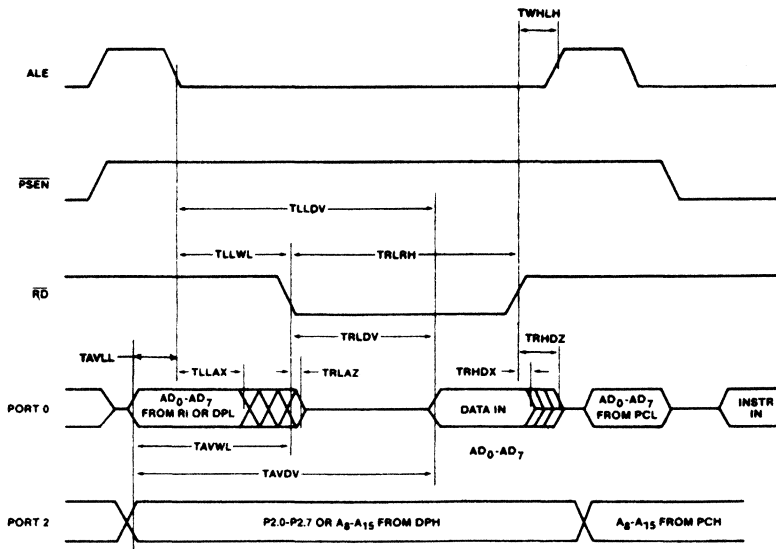 TWHLH
ALE
PSEN
TLLDV
TLLWL
TRLRH
RD
TRLDV
TRHDZ
TAVLL
TLLAX
TRLAZ
TRHDX
PORT 0
AD0-AD7
FROM Ri OR DPL
DATA IN
AD0-AD7
FROM PCL
INSTR
IN
TAVWL
AD0-AD7
TAVDV
PORT 2
P2.0-P2.7 OR A8-A15 FROM DPH
A8-A15 FROM PCH